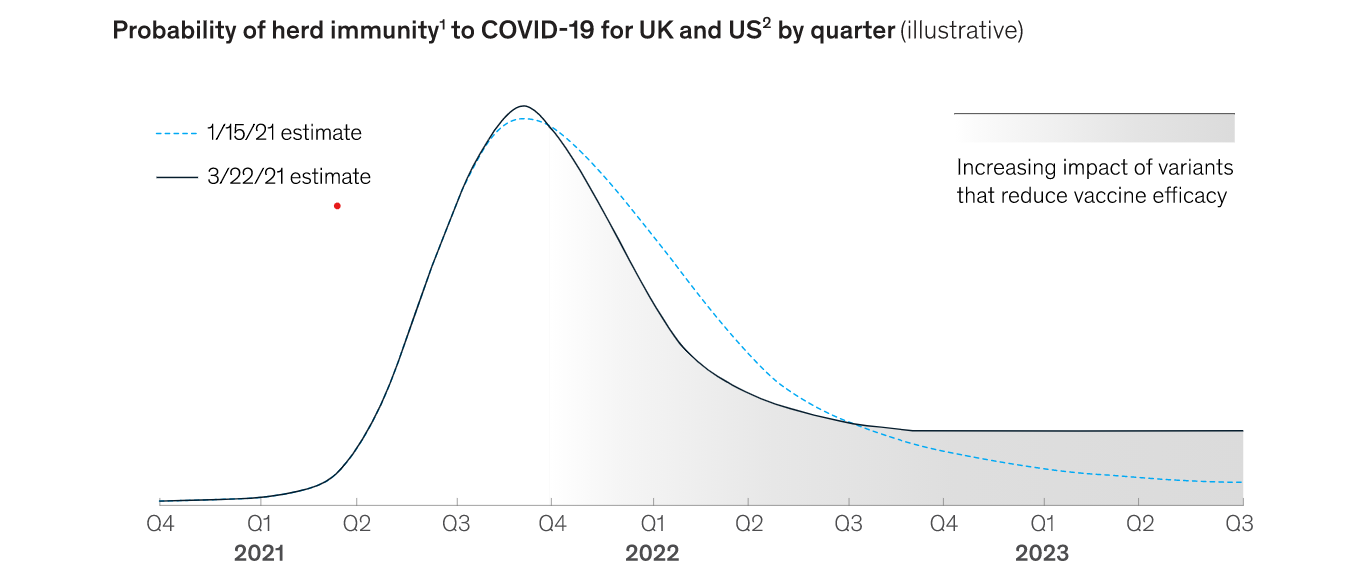 Probability of herd immunity¹ to COVID-19 for UK and US² by quarter (illustrative)
1/15/21 estimate
3/22/21 estimate
Increasing impact of variants
that reduce vaccine efficacy
Q4 Q1 Q2 Q3 Q4 Q1 Q2 Q3 Q4 Q1 Q2 Q3
2021 2022 2023